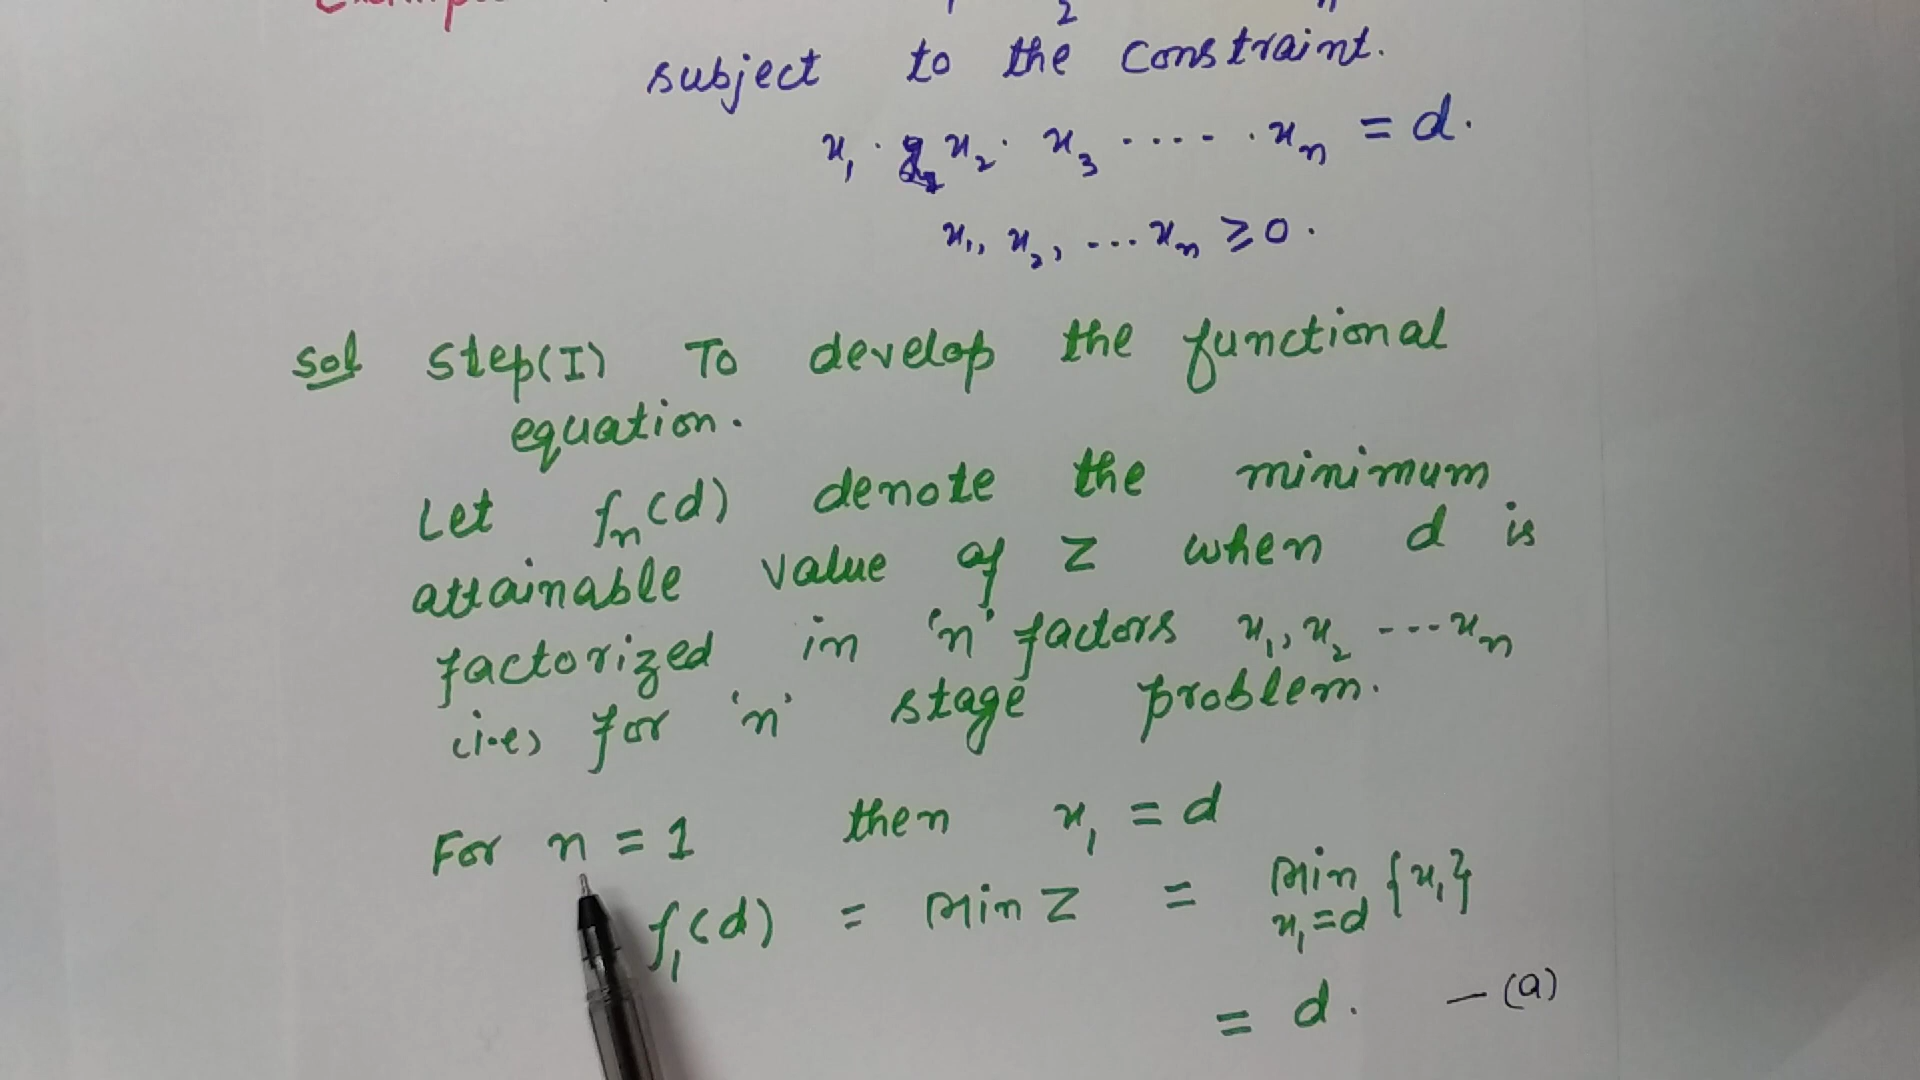 subject to the constraint.
x₁ · x₂ · x₃ ····· · xₙ = d.
x₁, x₂, ... xₙ ≥ 0.
Sol Step(I) To develop the functional
equation.
Let fₙ(d) denote the minimum
attainable value of Z when d is
factorized in 'n' factors x₁, x₂ --- xₙ
(i.e) for 'n' stage problem.
For n = 1 then x₁ = d
f₁(d) = Min Z = Min {x₁}
x₁=d
= d. — (a)